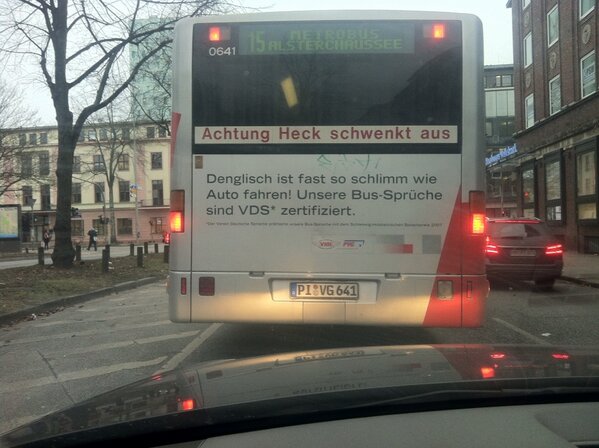 0641
15 METROBUS
ALSTERCHAUSSEE
Achtung Heck schwenkt aus
Denglisch ist fast so schlimm wie
Auto fahren! Unsere Bus-Sprüche
sind VDS* zertifiziert.
PI VG 641